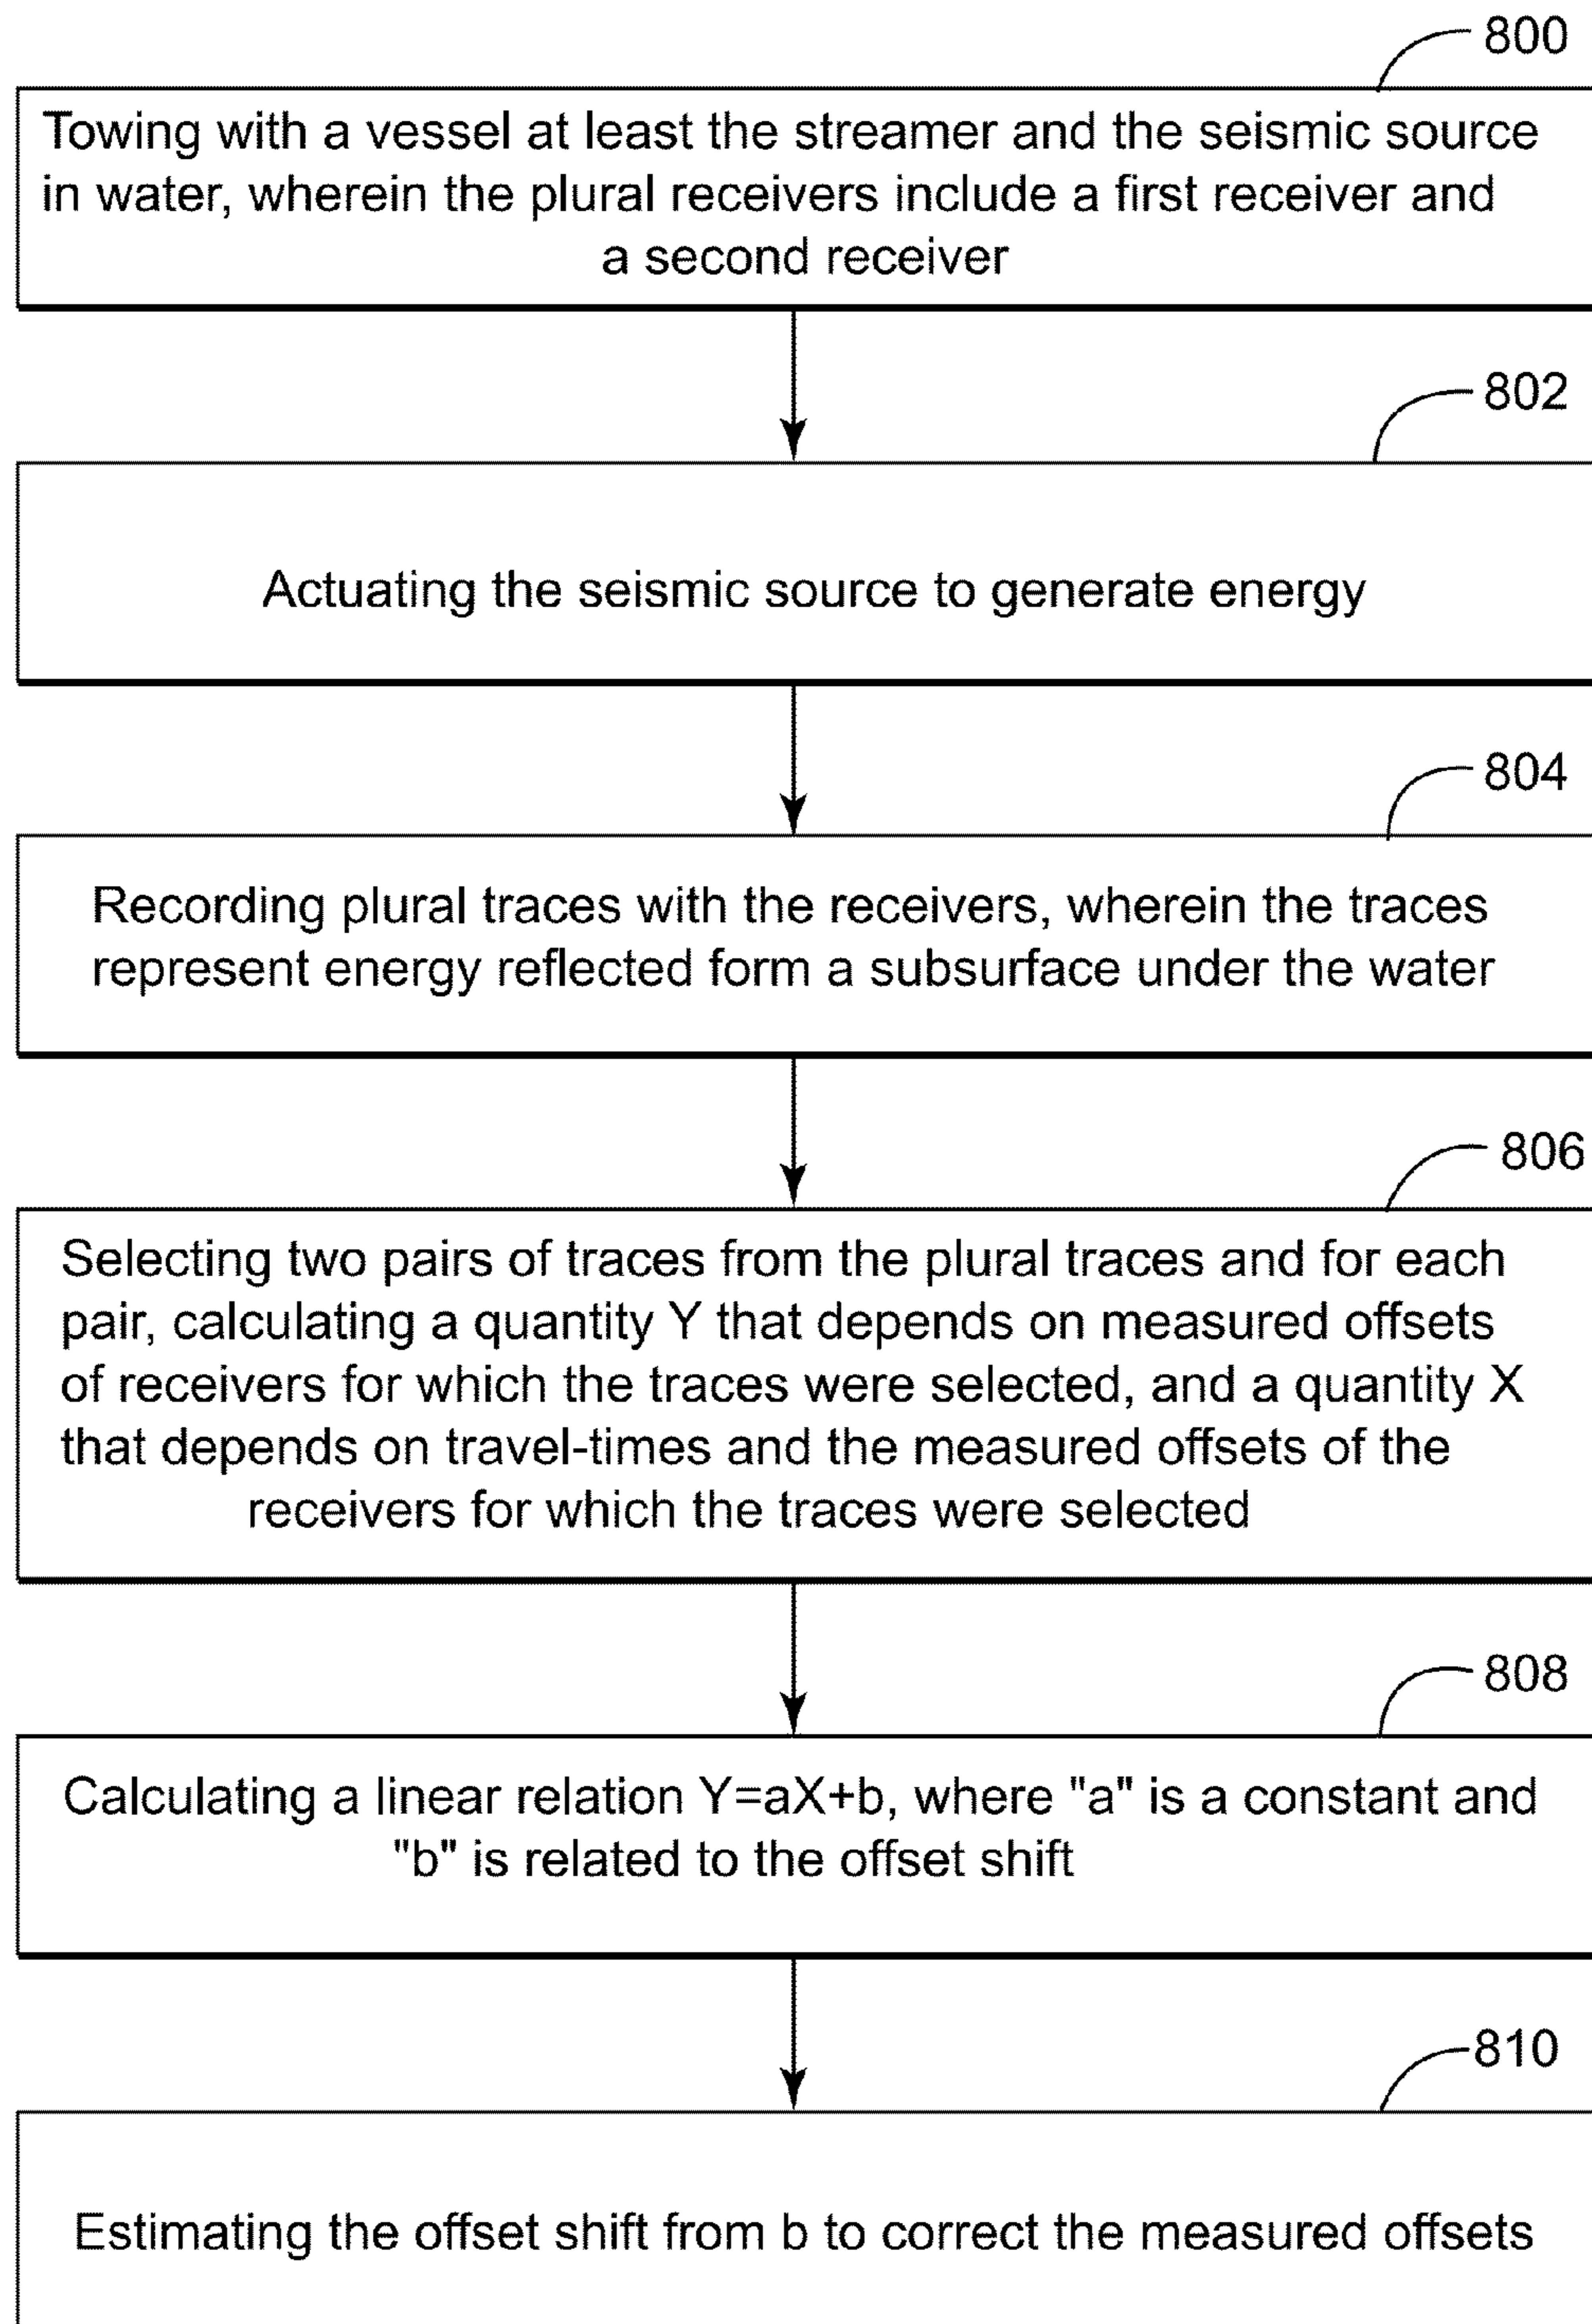 800
Towing with a vessel at least the streamer and the seismic source
in water, wherein the plural receivers include a first receiver and
a second receiver
802
Actuating the seismic source to generate energy
804
Recording plural traces with the receivers, wherein the traces
represent energy reflected form a subsurface under the water
806
Selecting two pairs of traces from the plural traces and for each
pair, calculating a quantity Y that depends on measured offsets
of receivers for which the traces were selected, and a quantity X
that depends on travel-times and the measured offsets of the
receivers for which the traces were selected
808
Calculating a linear relation Y=aX+b, where "a" is a constant and
"b" is related to the offset shift
810
Estimating the offset shift from b to correct the measured offsets